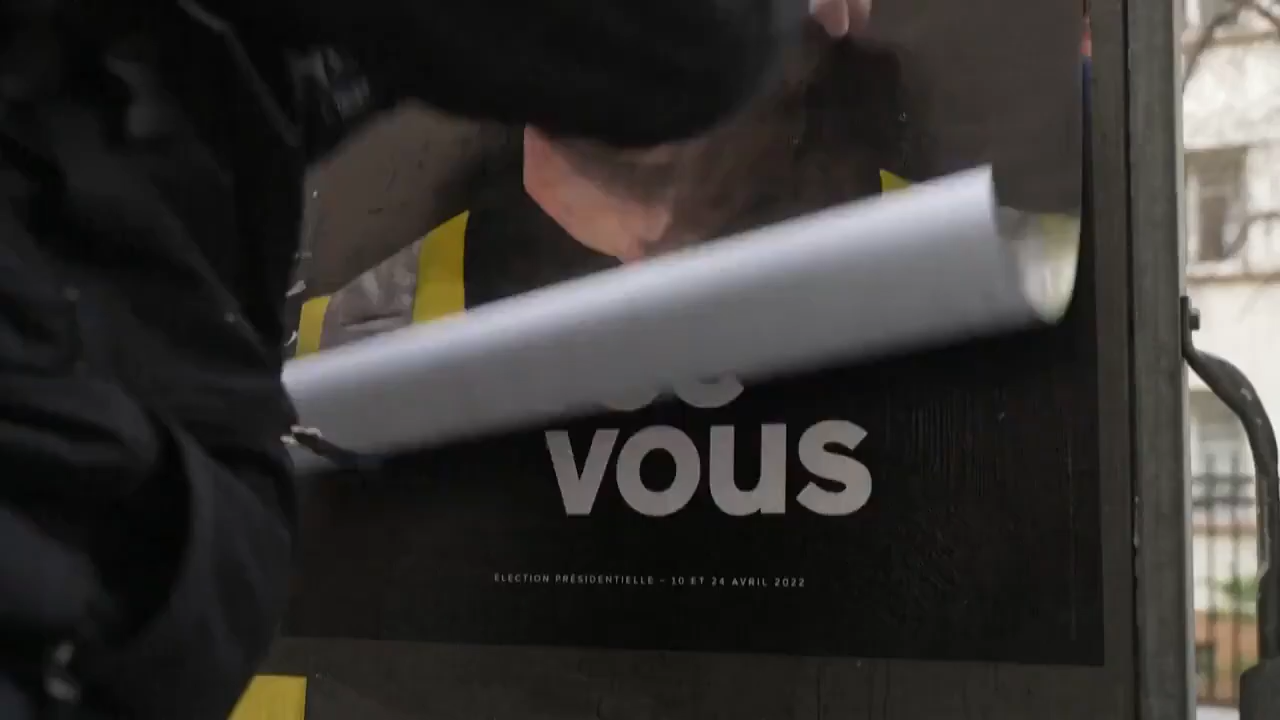 vous
ÉLECTION PRÉSIDENTIELLE – 10 ET 24 AVRIL 2022